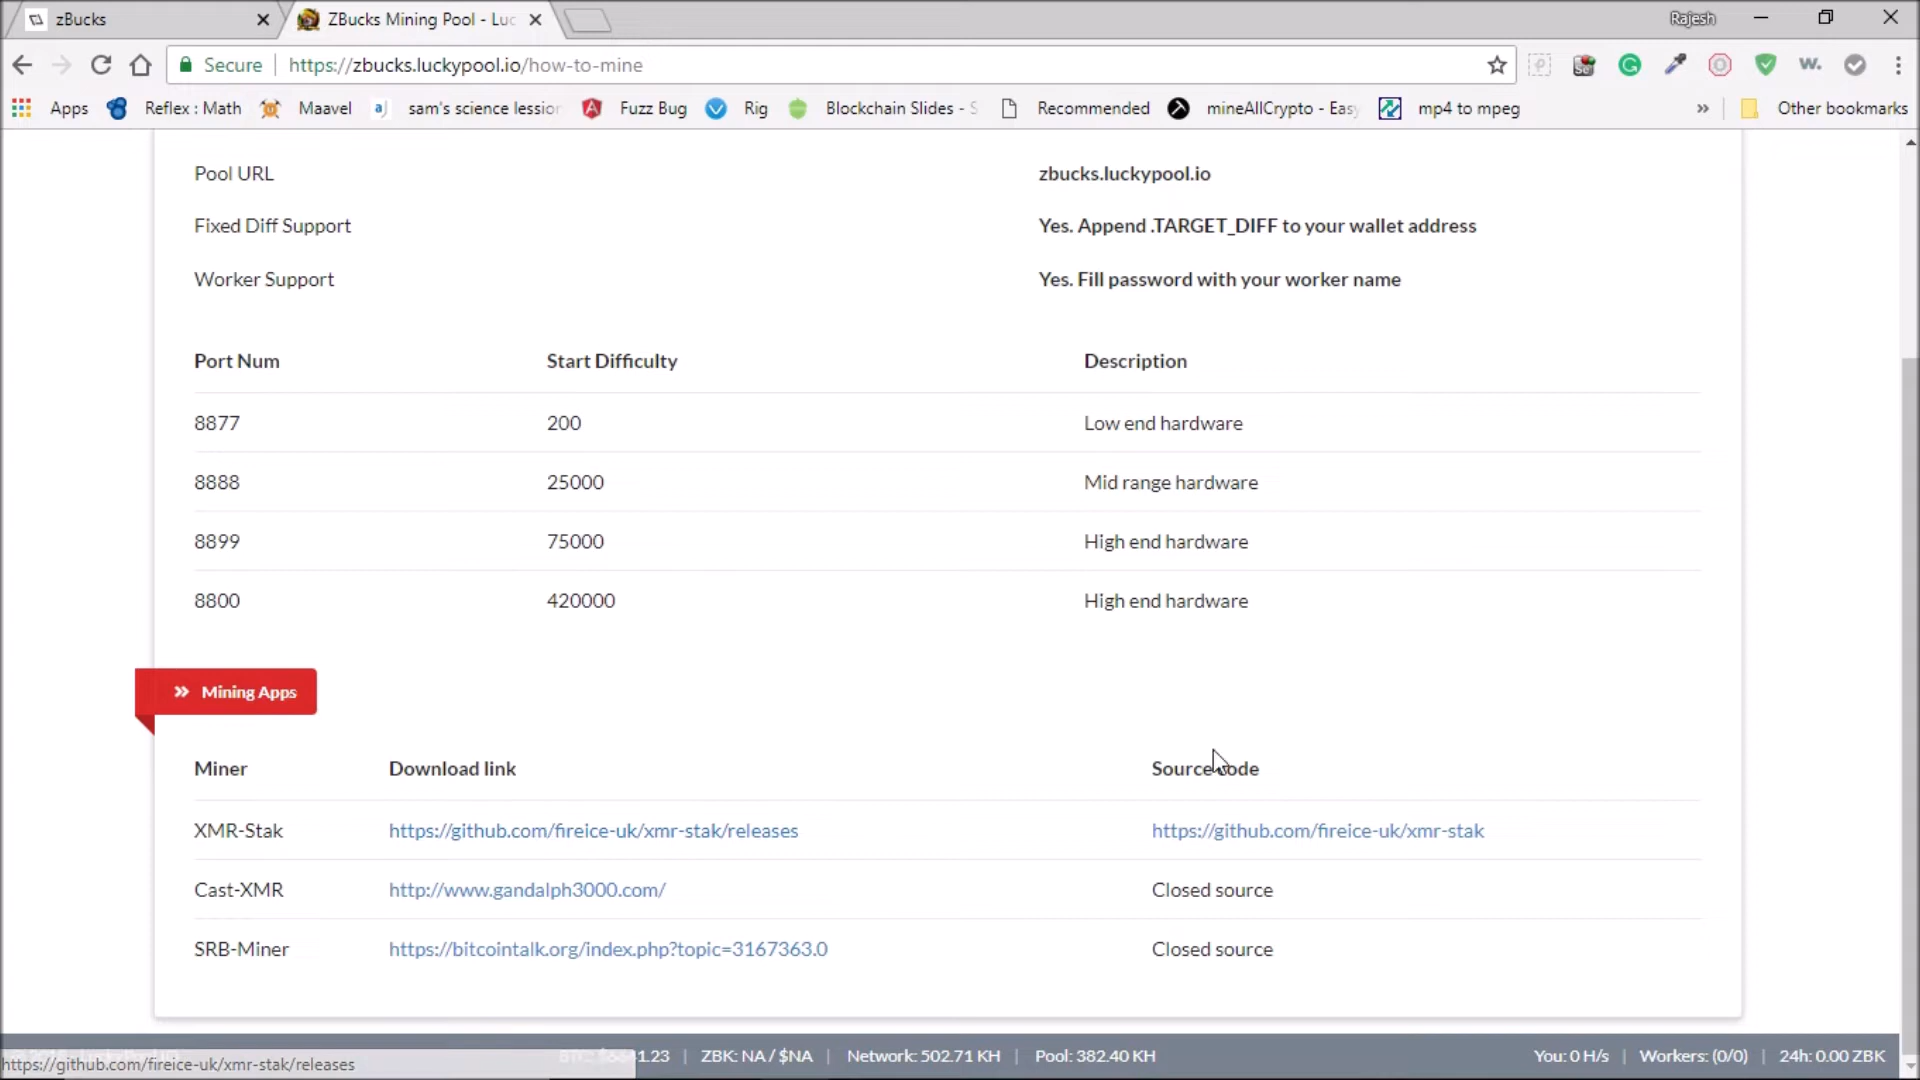 zBucks
ZBucks Mining Pool - Luc
Rajesh
Secure
https://zbucks.luckypool.io/how-to-mine
Apps
Reflex : Math
Maavel
sam's science lession
Fuzz Bug
Rig
Blockchain Slides - S
Recommended
mineAllCrypto - Easy
mp4 to mpeg
»
Other bookmarks
Pool URL
zbucks.luckypool.io
Fixed Diff Support
Yes. Append .TARGET_DIFF to your wallet address
Worker Support
Yes. Fill password with your worker name
Port Num
Start Difficulty
Description
8877
200
Low end hardware
8888
25000
Mid range hardware
8899
75000
High end hardware
8800
420000
High end hardware
» Mining Apps
Miner
Download link
Source code
XMR-Stak
https://github.com/fireice-uk/xmr-stak/releases
https://github.com/fireice-uk/xmr-stak
Cast-XMR
http://www.gandalph3000.com/
Closed source
SRB-Miner
https://bitcointalk.org/index.php?topic=3167363.0
Closed source
https://github.com/fireice-uk/xmr-stak/releases
1.23 | ZBK: NA / $NA | Network: 502.71 KH | Pool: 382.40 KH
You: 0 H/s | Workers: (0/0) | 24h: 0.00 ZBK